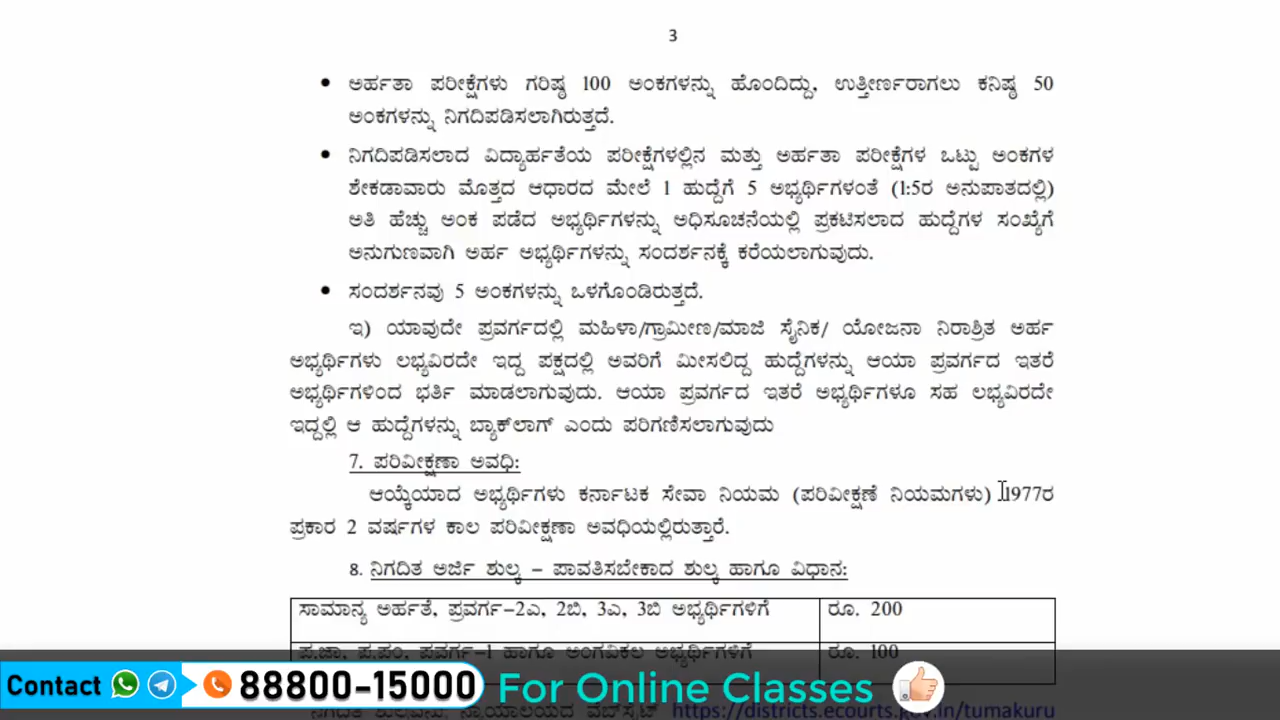 3
• ಅರ್ಹತಾ ಪರೀಕ್ಷೆಗಳು ಗರಿಷ್ಠ 100 ಅಂಕಗಳನ್ನು ಹೊಂದಿದ್ದು, ಉತ್ತೀರ್ಣರಾಗಲು ಕನಿಷ್ಠ 50
ಅಂಕಗಳನ್ನು ನಿಗದಿಪಡಿಸಲಾಗಿರುತ್ತದೆ.
• ನಿಗದಿಪಡಿಸಲಾದ ವಿದ್ಯಾರ್ಹತೆಯ ಪರೀಕ್ಷೆಗಳಲ್ಲಿನ ಮತ್ತು ಅರ್ಹತಾ ಪರೀಕ್ಷೆಗಳ ಒಟ್ಟು ಅಂಕಗಳ
ಶೇಕಡಾವಾರು ಮೊತ್ತದ ಆಧಾರದ ಮೇಲೆ 1 ಹುದ್ದೆಗೆ 5 ಅಭ್ಯರ್ಥಿಗಳಂತೆ (1:5ರ ಅನುಪಾತದಲ್ಲಿ)
ಅತಿ ಹೆಚ್ಚು ಅಂಕ ಪಡೆದ ಅಭ್ಯರ್ಥಿಗಳನ್ನು ಅಧಿಸೂಚನೆಯಲ್ಲಿ ಪ್ರಕಟಿಸಲಾದ ಹುದ್ದೆಗಳ ಸಂಖ್ಯೆಗೆ
ಅನುಗುಣವಾಗಿ ಅರ್ಹ ಅಭ್ಯರ್ಥಿಗಳನ್ನು ಸಂದರ್ಶನಕ್ಕೆ ಕರೆಯಲಾಗುವುದು.
• ಸಂದರ್ಶನವು 5 ಅಂಕಗಳನ್ನು ಒಳಗೊಂಡಿರುತ್ತದೆ.
ಇ) ಯಾವುದೇ ಪ್ರವರ್ಗದಲ್ಲಿ ಮಹಿಳಾ/ಗ್ರಾಮೀಣ/ಮಾಜಿ ಸೈನಿಕ/ ಯೋಜನಾ ನಿರಾಶ್ರಿತ ಅರ್ಹ
ಅಭ್ಯರ್ಥಿಗಳು ಲಭ್ಯವಿರದೇ ಇದ್ದ ಪಕ್ಷದಲ್ಲಿ ಅವರಿಗೆ ಮೀಸಲಿದ್ದ ಹುದ್ದೆಗಳನ್ನು ಆಯಾ ಪ್ರವರ್ಗದ ಇತರೆ
ಅಭ್ಯರ್ಥಿಗಳಿಂದ ಭರ್ತಿ ಮಾಡಲಾಗುವುದು. ಆಯಾ ಪ್ರವರ್ಗದ ಇತರೆ ಅಭ್ಯರ್ಥಿಗಳೂ ಸಹ ಲಭ್ಯವಿರದೇ
ಇದ್ದಲ್ಲಿ ಆ ಹುದ್ದೆಗಳನ್ನು ಬ್ಯಾಕ್‌ಲಾಗ್ ಎಂದು ಪರಿಗಣಿಸಲಾಗುವುದು
7. ಪರಿವೀಕ್ಷಣಾ ಅವಧಿ:
ಆಯ್ಕೆಯಾದ ಅಭ್ಯರ್ಥಿಗಳು ಕರ್ನಾಟಕ ಸೇವಾ ನಿಯಮ (ಪರಿವೀಕ್ಷಣೆ ನಿಯಮಗಳು) 1977ರ
ಪ್ರಕಾರ 2 ವರ್ಷಗಳ ಕಾಲ ಪರಿವೀಕ್ಷಣಾ ಅವಧಿಯಲ್ಲಿರುತ್ತಾರೆ.
8. ನಿಗದಿತ ಅರ್ಜಿ ಶುಲ್ಕ – ಪಾವತಿಸಬೇಕಾದ ಶುಲ್ಕ ಹಾಗೂ ವಿಧಾನ:
ಸಾಮಾನ್ಯ ಅರ್ಹತೆ, ಪ್ರವರ್ಗ–2ಎ, 2ಬಿ, 3ಎ, 3ಬಿ ಅಭ್ಯರ್ಥಿಗಳಿಗೆ ರೂ. 200
ಪ.ಜಾ, ಪ.ಪಂ, ಪ್ರವರ್ಗ–1 ಹಾಗೂ ಅಂಗವಿಕಲ ಅಭ್ಯರ್ಥಿಗಳಿಗೆ ರೂ. 100
Contact 88800-15000 For Online Classes
https://districts.ecourts.gov.in/tumakuru